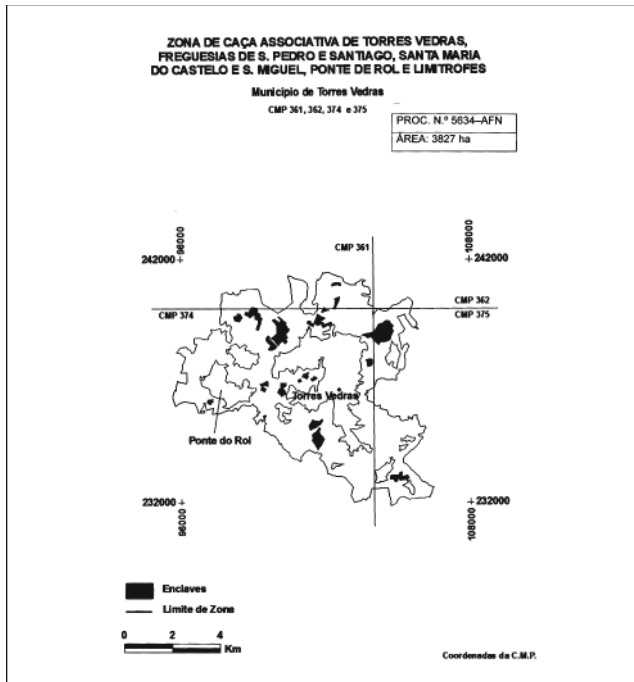 ZONA DE CAÇA ASSOCIATIVA DE TORRES VEDRAS,
FREGUESIAS DE S. PEDRO E SANTIAGO, SANTA MARIA
DO CASTELO E S. MIGUEL, PONTE DE ROL E LIMITROFES
Município de Torres Vedras
CMP 361, 362, 374 e 375
PROC. N.º 5634–AFN
ÁREA: 3827 ha
96000
108000
CMP 361
242000
242000
CMP 374
CMP 362
CMP 375
Torres Vedras
Ponte do Rol
232000
232000
96000
108000
Enclaves
Limite de Zona
0 2 4
Km
Coordenadas da C.M.P.